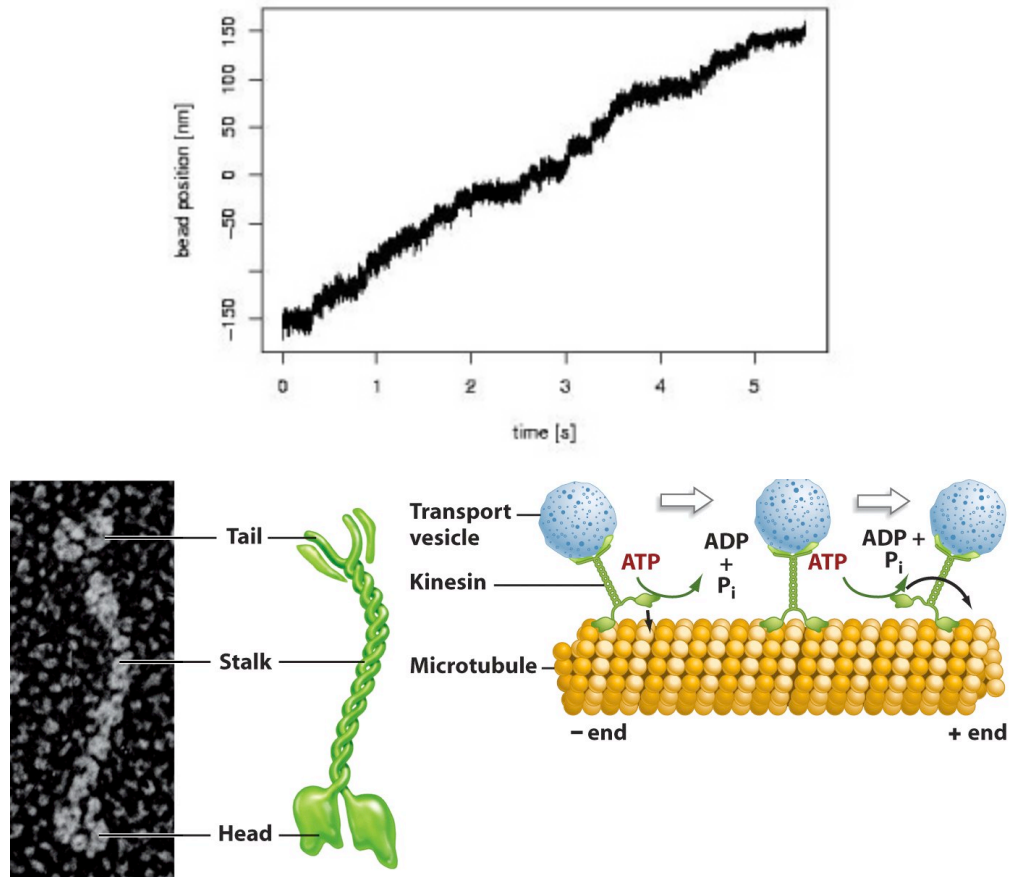 150
100
50
0
-50
-150
bead position [nm]
0 1 2 3 4 5
time [s]
Tail
Stalk
Head
Transport
vesicle
Kinesin
Microtubule
ATP
ADP
+
Pi
ATP
ADP +
Pi
– end
+ end